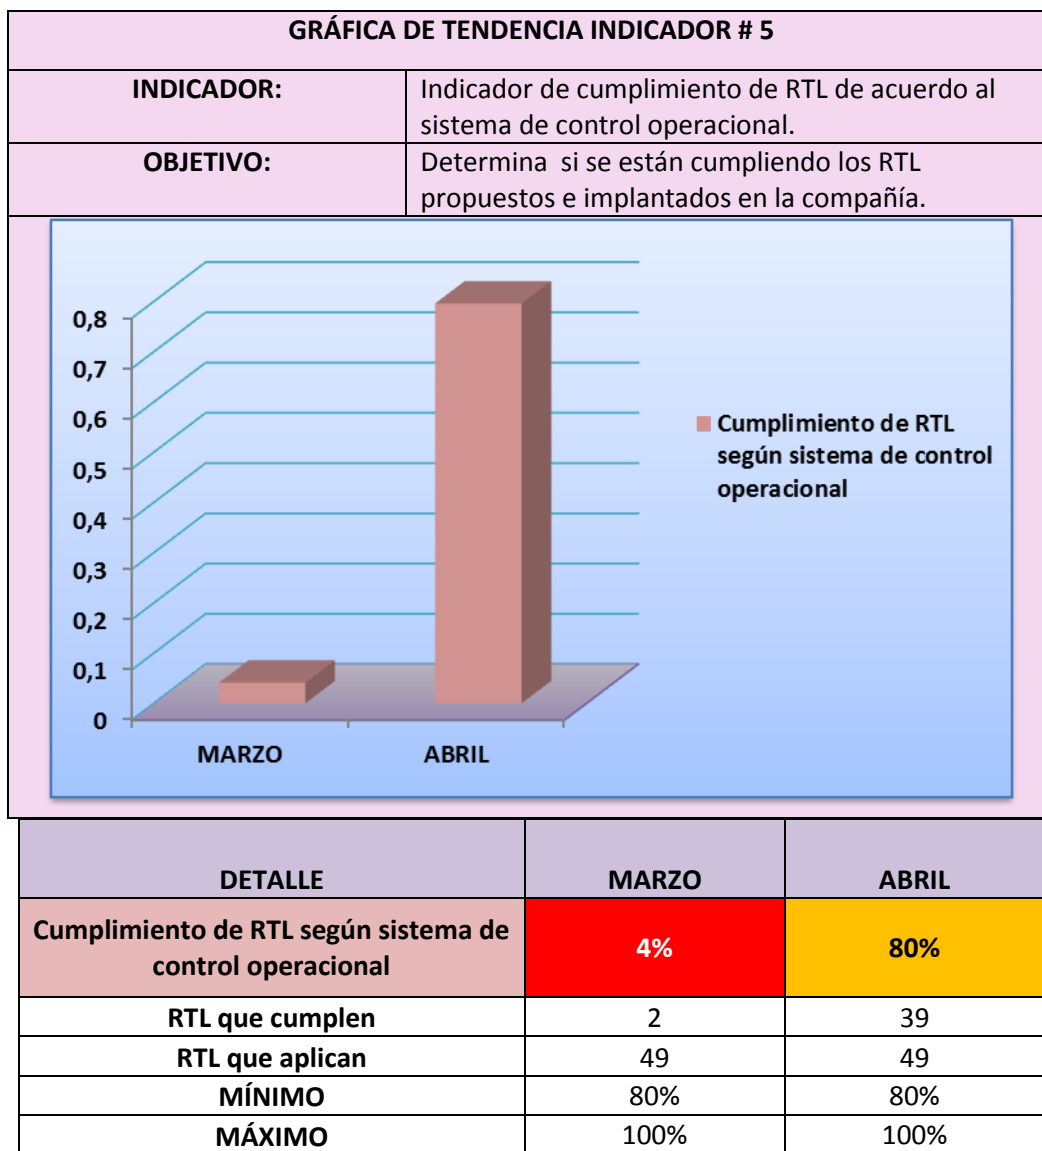 GRÁFICA DE TENDENCIA INDICADOR # 5
INDICADOR:
Indicador de cumplimiento de RTL de acuerdo al
sistema de control operacional.
OBJETIVO:
Determina si se están cumpliendo los RTL
propuestos e implantados en la compañía.
0,8
0,7
0,6
0,5
0,4
0,3
0,2
0,1
0
MARZO ABRIL
Cumplimiento de RTL
según sistema de control
operacional
DETALLE MARZO ABRIL
Cumplimiento de RTL según sistema de
control operacional
4% 80%
RTL que cumplen 2 39
RTL que aplican 49 49
MÍNIMO 80% 80%
MÁXIMO 100% 100%